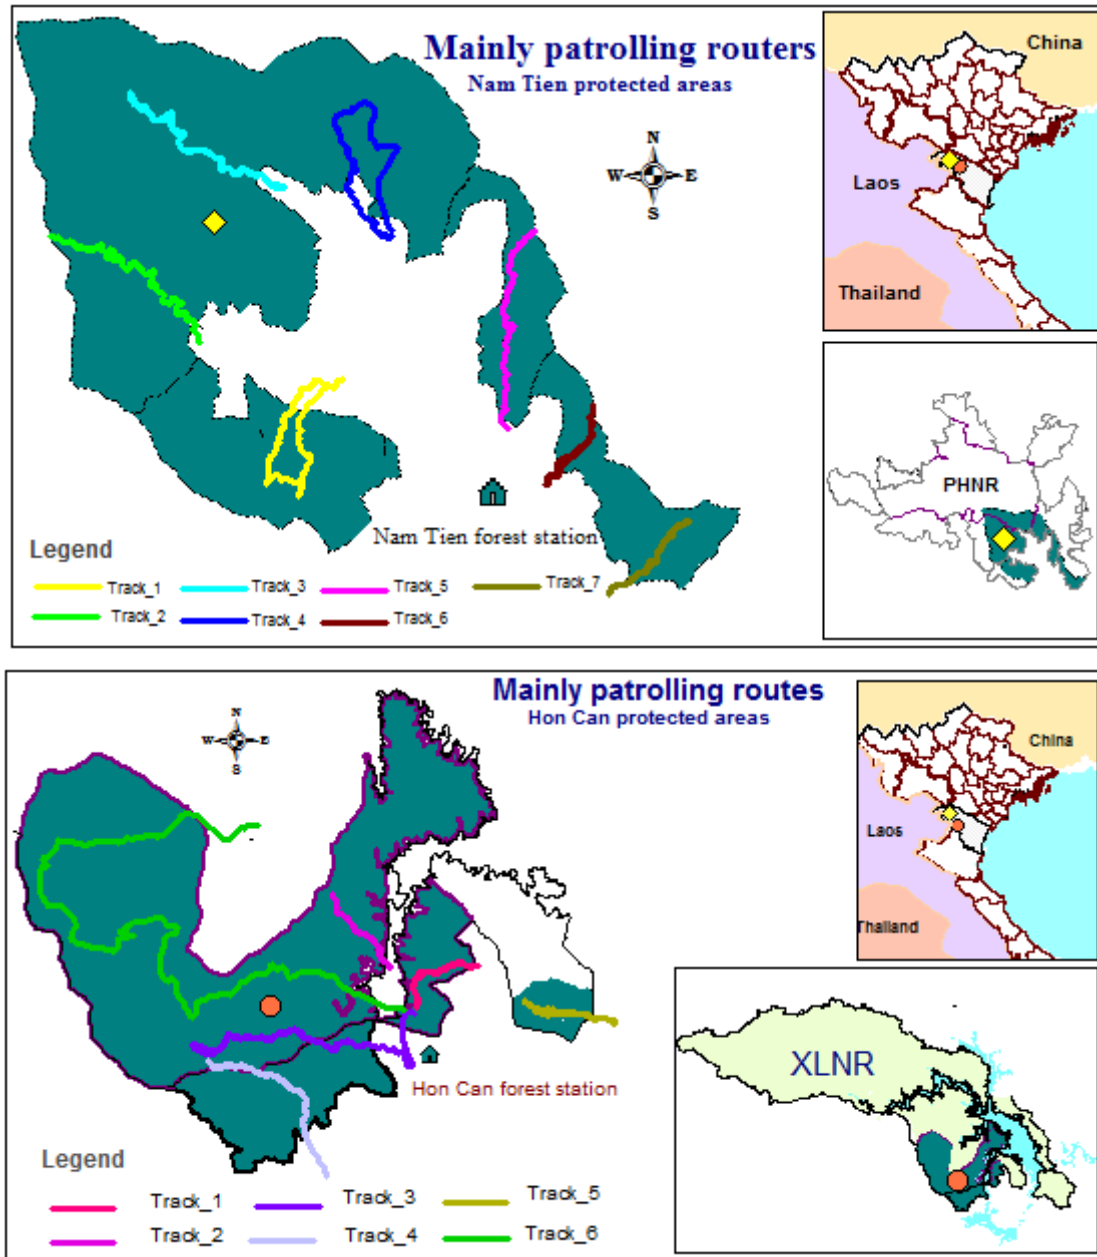 Mainly patrolling routers
Nam Tien protected areas
N
W E
S
Nam Tien forest station
Legend
Track_1
Track_3
Track_5
Track_7
Track_2
Track_4
Track_6
China
Laos
Thailand
PHNR
Mainly patrolling routes
Hon Can protected areas
N
W E
S
Hon Can forest station
Legend
Track_1
Track_3
Track_5
Track_2
Track_4
Track_6
China
Laos
Thailand
XLNR